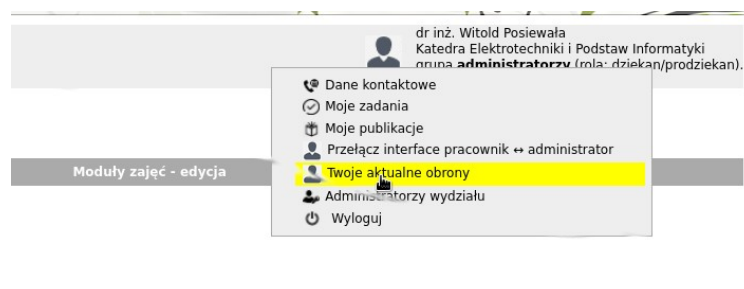 dr inż. Witold Posiewała
Katedra Elektrotechniki i Podstaw Informatyki
grupa administratorzy (rola: dziekan/prodziekan).
Dane kontaktowe
Moje zadania
Moje publikacje
Przełącz interface pracownik ↔ administrator
Moduły zajęć - edycja
Twoje aktualne obrony
Administratorzy wydziału
Wyloguj